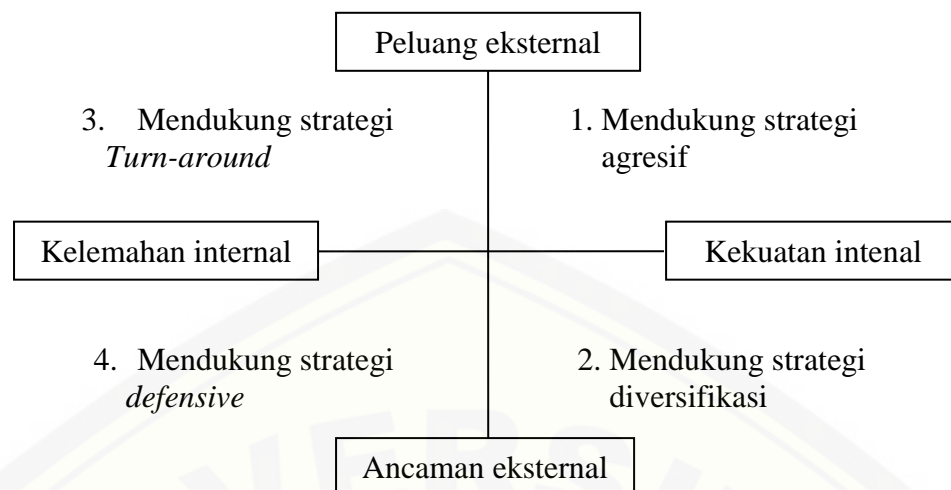 Peluang eksternal
3. Mendukung strategi
Turn-around
1. Mendukung strategi
agresif
Kelemahan internal
Kekuatan intenal
4. Mendukung strategi
defensive
2. Mendukung strategi
diversifikasi
Ancaman eksternal